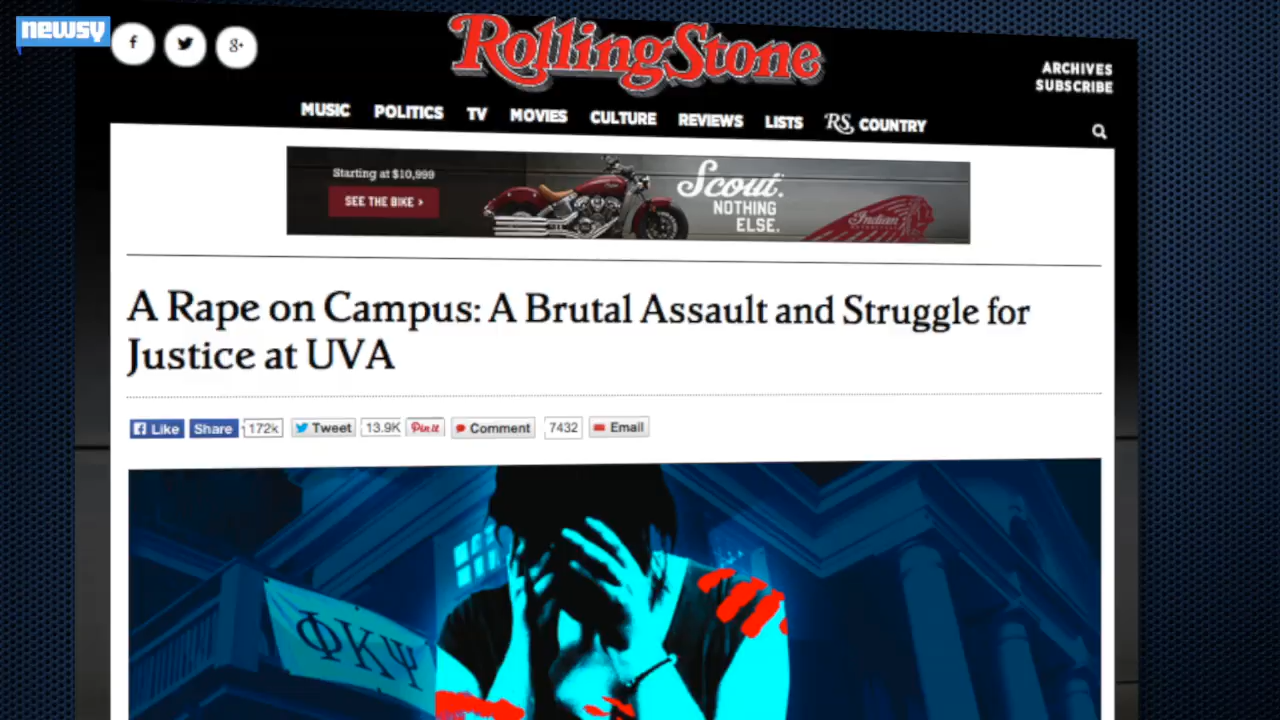 newsy
f
g+
RollingStone
ARCHIVES
SUBSCRIBE
MUSIC POLITICS TV MOVIES CULTURE REVIEWS LISTS RS COUNTRY
Starting at $10,999
SEE THE BIKE >
Scout.
NOTHING
ELSE.
Indian
A Rape on Campus: A Brutal Assault and Struggle for
Justice at UVA
f Like Share 172k Tweet 13.9K Pin it Comment 7432 Email
ΦΚΨ